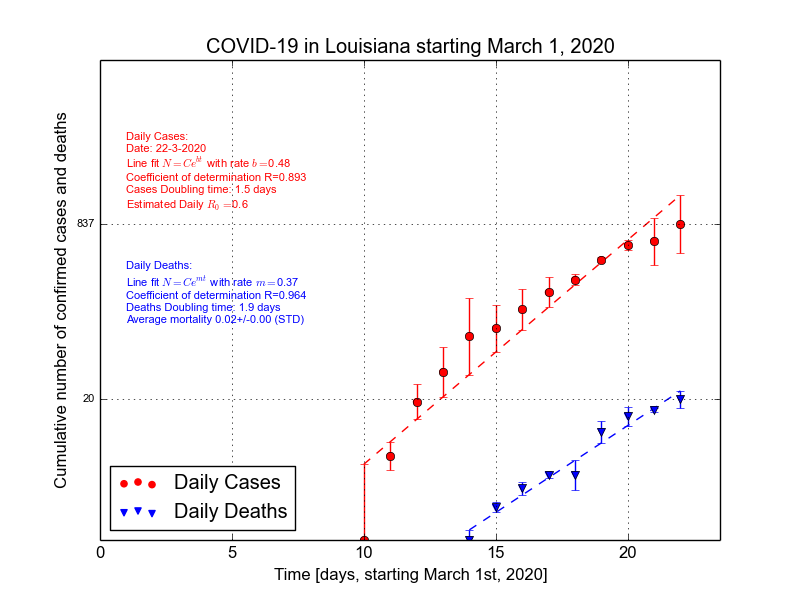 COVID-19 in Louisiana starting March 1, 2020
Cumulative number of confirmed cases and deaths
837
20
Daily Cases:
Date: 22-3-2020
Line fit N = Ce^{bt} with rate b =0.48
Coefficient of determination R=0.893
Cases Doubling time: 1.5 days
Estimated Daily R_0 =0.6
Daily Deaths:
Line fit N = Ce^{mt} with rate m =0.37
Coefficient of determination R=0.964
Deaths Doubling time: 1.9 days
Average mortality 0.02+/-0.00 (STD)
Daily Cases
Daily Deaths
0 5 10 15 20
Time [days, starting March 1st, 2020]